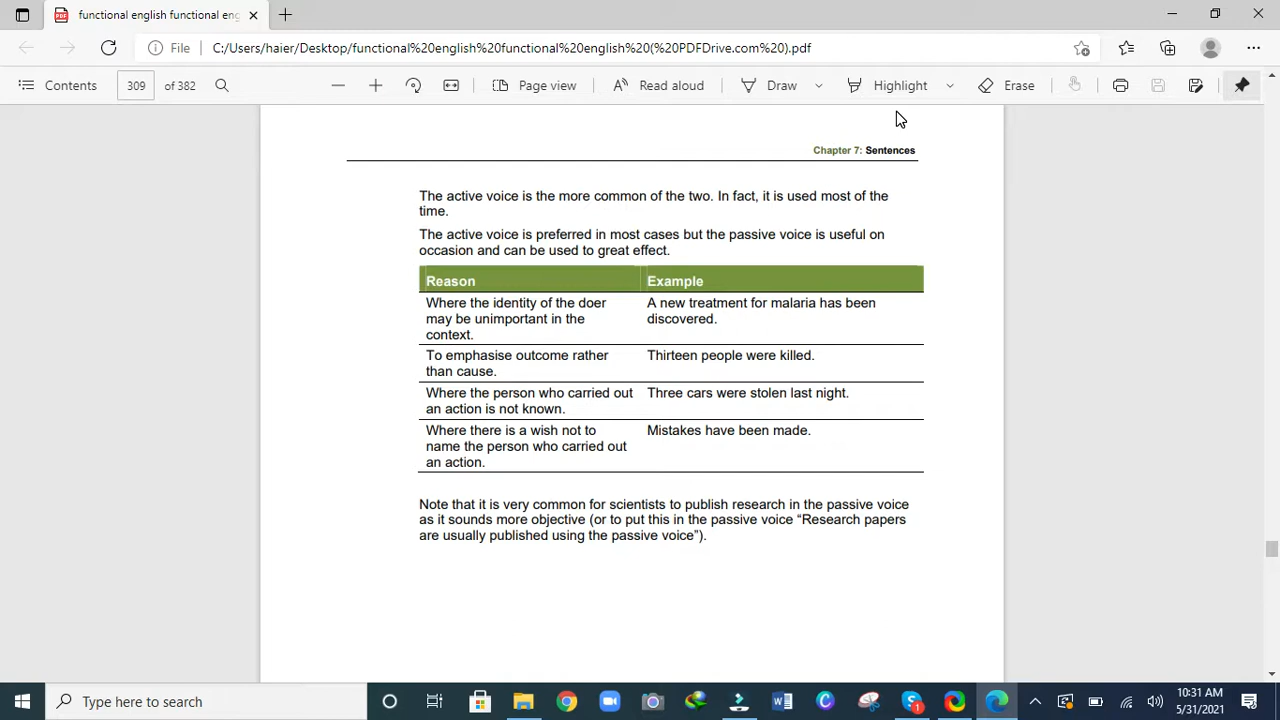 functional english functional eng
File C:/Users/haier/Desktop/functional%20english%20functional%20english%20(%20PDFDrive.com%20).pdf
Contents 309 of 382 Page view Read aloud Draw Highlight Erase
Chapter 7: Sentences
The active voice is the more common of the two. In fact, it is used most of the
time.
The active voice is preferred in most cases but the passive voice is useful on
occasion and can be used to great effect.
Reason Example
Where the identity of the doer
may be unimportant in the
context.
A new treatment for malaria has been
discovered.
To emphasise outcome rather
than cause.
Thirteen people were killed.
Where the person who carried out
an action is not known.
Three cars were stolen last night.
Where there is a wish not to
name the person who carried out
an action.
Mistakes have been made.
Note that it is very common for scientists to publish research in the passive voice
as it sounds more objective (or to put this in the passive voice “Research papers
are usually published using the passive voice”).
Type here to search
10:31 AM
5/31/2021